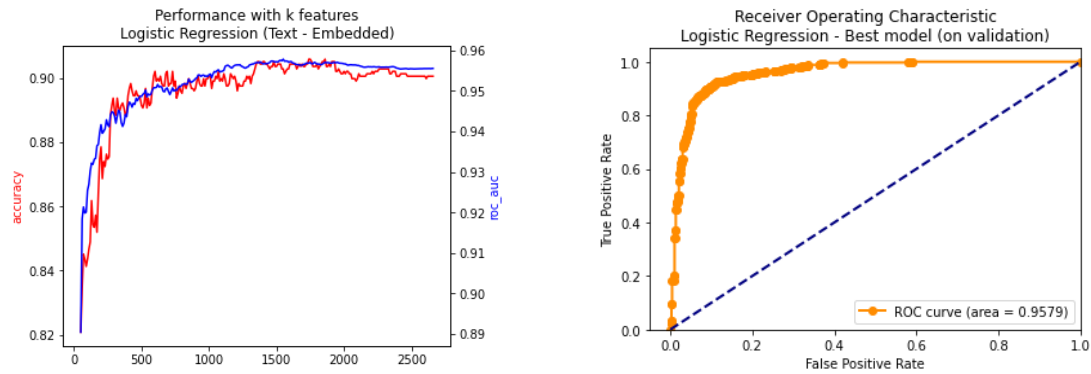 Performance with k features
Logistic Regression (Text - Embedded)
0.90
0.88
0.86
0.84
0.82
accuracy
0.96
0.95
0.94
0.93
0.92
0.91
0.90
0.89
roc_auc
0 500 1000 1500 2000 2500
Receiver Operating Characteristic
Logistic Regression - Best model (on validation)
1.0
0.8
0.6
0.4
0.2
0.0
True Positive Rate
ROC curve (area = 0.9579)
0.0 0.2 0.4 0.6 0.8 1.0
False Positive Rate